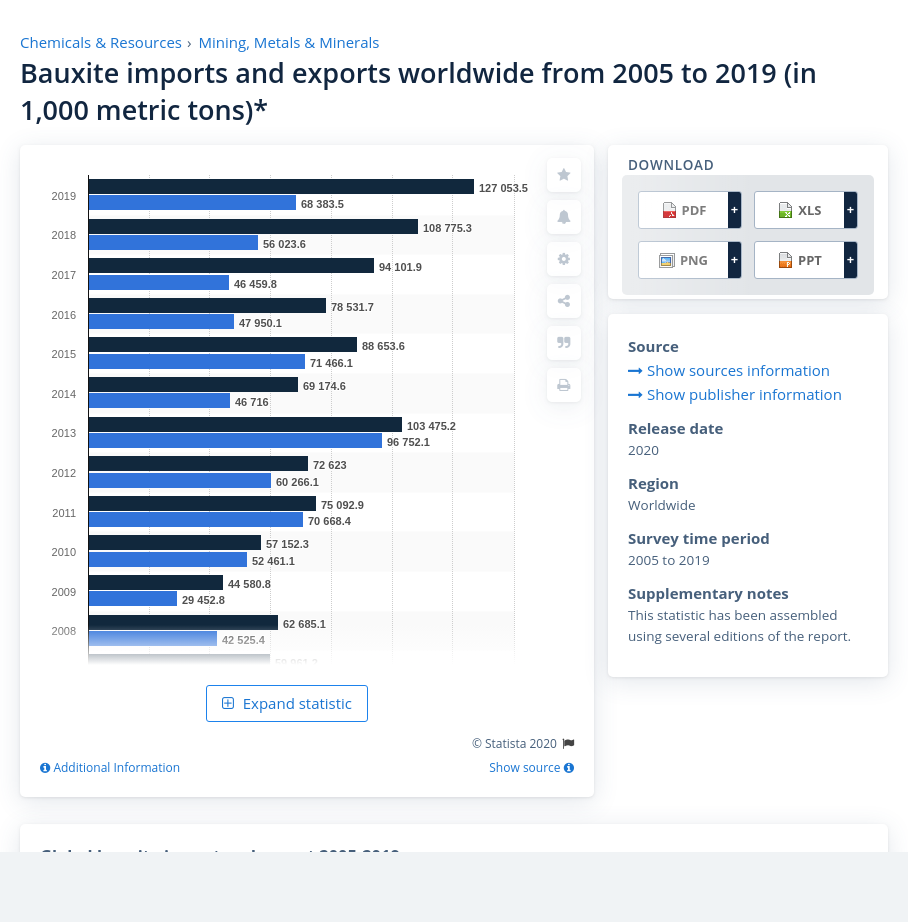 Chemicals & Resources › Mining, Metals & Minerals
Bauxite imports and exports worldwide from 2005 to 2019 (in
1,000 metric tons)*
2019
127 053.5
68 383.5
2018
108 775.3
56 023.6
2017
94 101.9
46 459.8
2016
78 531.7
47 950.1
2015
88 653.6
71 466.1
2014
69 174.6
46 716
2013
103 475.2
96 752.1
2012
72 623
60 266.1
2011
75 092.9
70 668.4
2010
57 152.3
52 461.1
2009
44 580.8
29 452.8
2008
62 685.1
42 525.4
Expand statistic
© Statista 2020
Additional Information
Show source
DOWNLOAD
PDF +
XLS +
PNG +
PPT +
Source
Show sources information
Show publisher information
Release date
2020
Region
Worldwide
Survey time period
2005 to 2019
Supplementary notes
This statistic has been assembled
using several editions of the report.